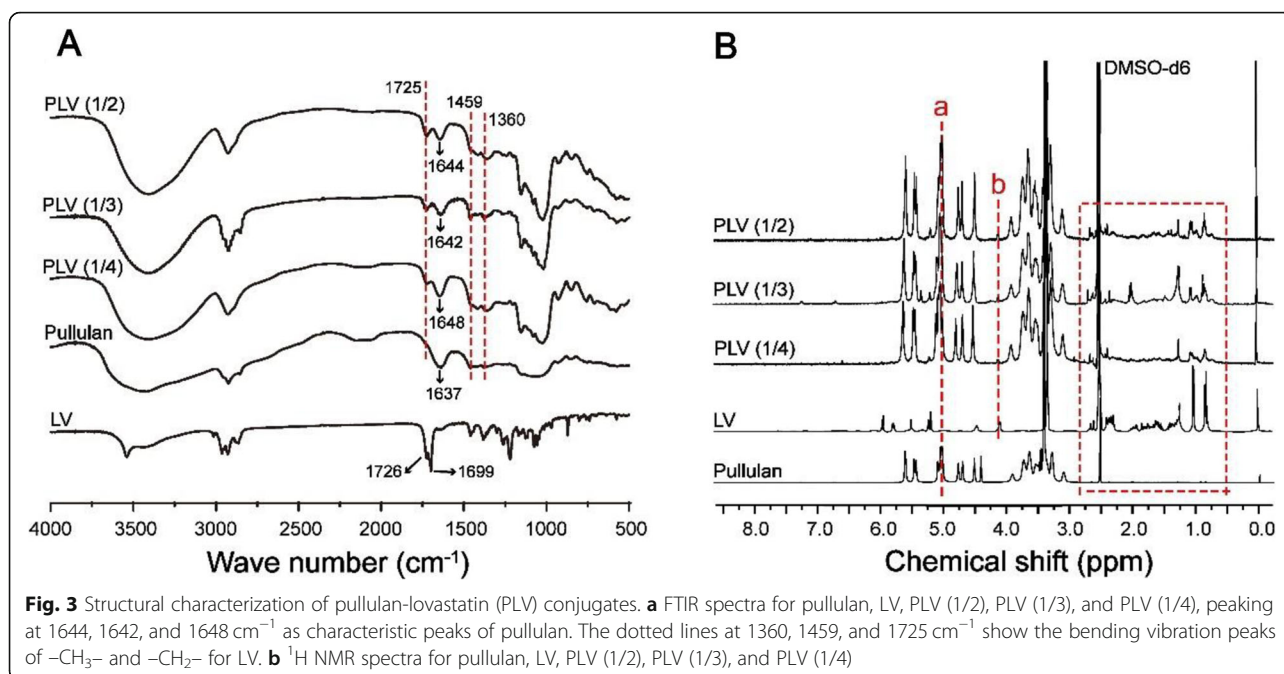 A
1725
1459
1360
PLV (1/2)
1644
PLV (1/3)
1642
PLV (1/4)
1648
Pullulan
1637
LV
1726
1699
4000 3500 3000 2500 2000 1500 1000 500
Wave number (cm⁻¹)
B
DMSO-d6
a
b
PLV (1/2)
PLV (1/3)
PLV (1/4)
LV
Pullulan
8.0 6.0 5.0 4.0 3.0 2.0 1.0 0.0
Chemical shift (ppm)
Fig. 3 Structural characterization of pullulan-lovastatin (PLV) conjugates. a FTIR spectra for pullulan, LV, PLV (1/2), PLV (1/3), and PLV (1/4), peaking
at 1644, 1642, and 1648 cm⁻¹ as characteristic peaks of pullulan. The dotted lines at 1360, 1459, and 1725 cm⁻¹ show the bending vibration peaks
of –CH₃– and –CH₂– for LV. b ¹H NMR spectra for pullulan, LV, PLV (1/2), PLV (1/3), and PLV (1/4)